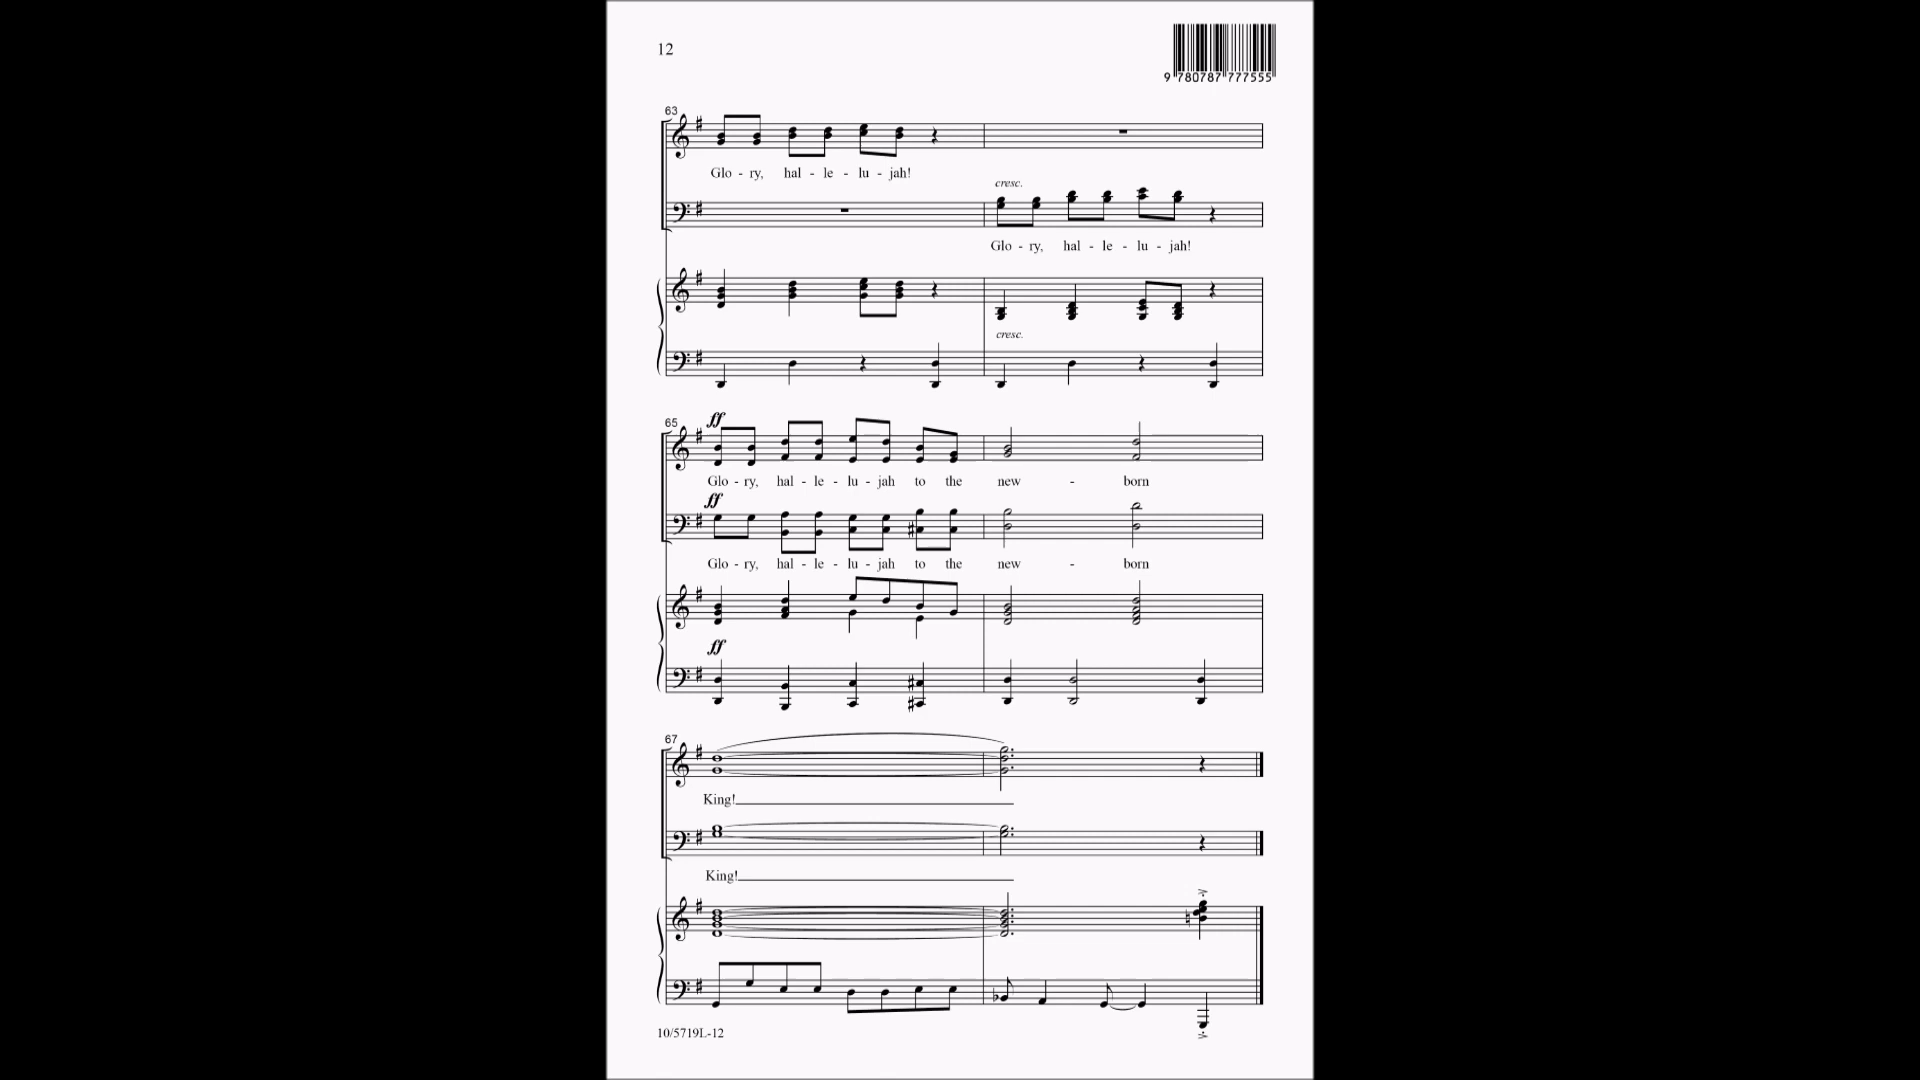 12
9 780787 777555
63
Glo - ry, hal - le - lu - jah!
cresc.
Glo - ry, hal - le - lu - jah!
cresc.
65
ff
Glo - ry, hal - le - lu - jah to the new - born
ff
Glo - ry, hal - le - lu - jah to the new - born
ff
67
King!
King!
10/5719L-12